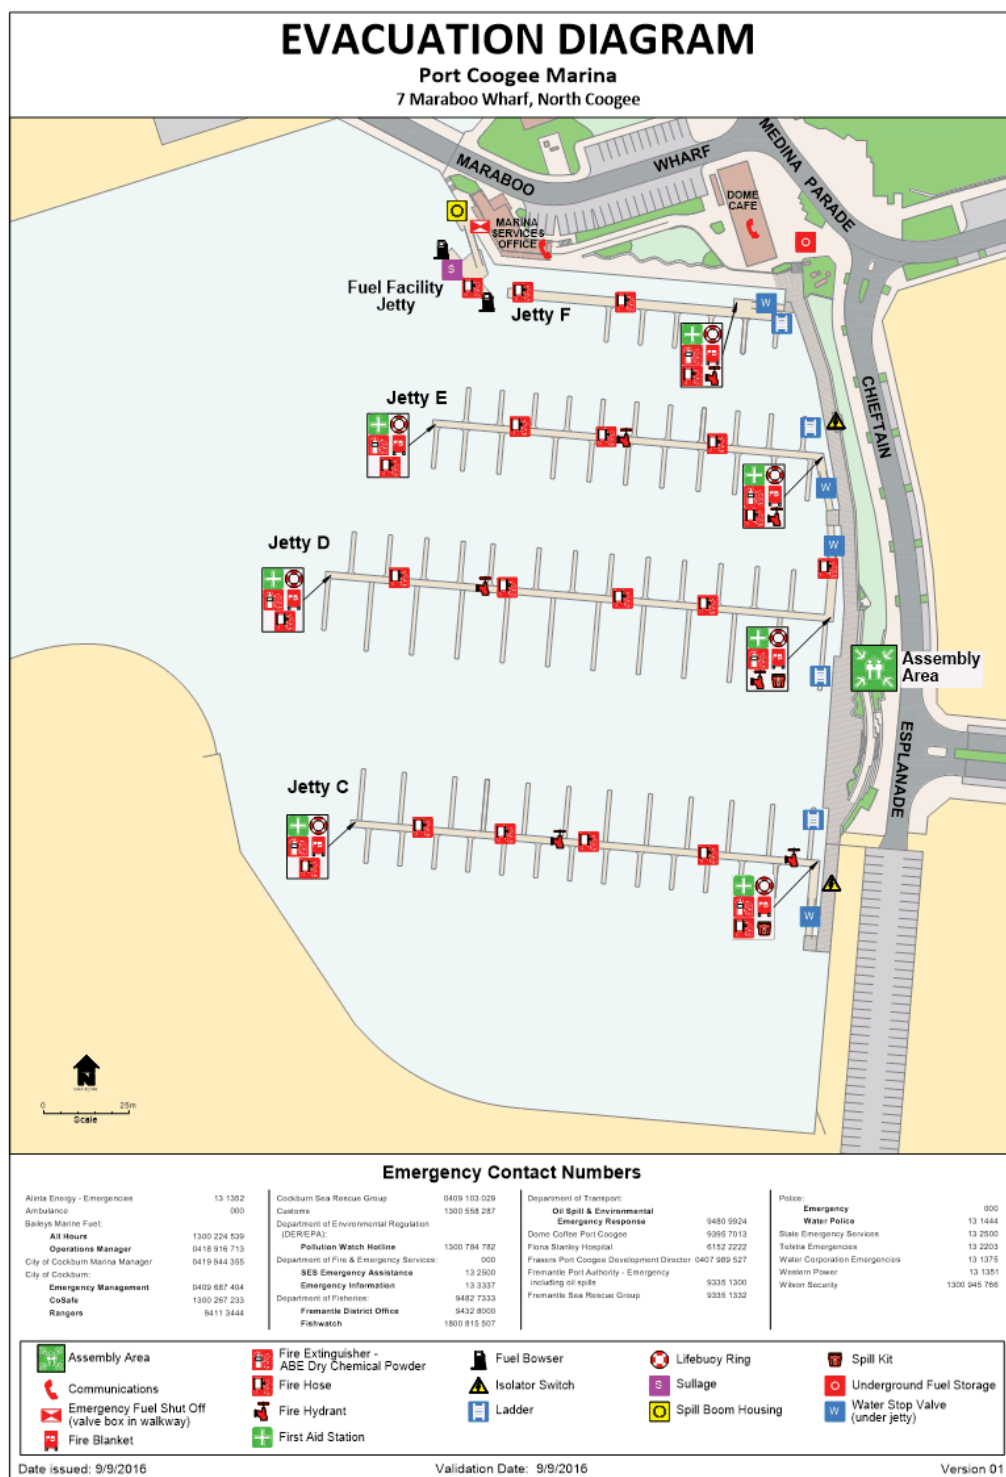 EVACUATION DIAGRAM
Port Coogee Marina
7 Maraboo Wharf, North Coogee
MARABOO
WHARF
MEDINA PARADE
DOME
CAFE
MARINA
SERVICES
OFFICE
O
S
Fuel Facility
Jetty
Jetty F
W
CHIEFTAIN
Jetty E
W
W
Jetty D
Assembly
Area
ESPLANADE
Jetty C
W
N
0 25m
Scale
Emergency Contact Numbers
Alinta Energy - Emergencies 13 1352
Ambulance 000
Baileys Marine Fuel:
All Hours 1300 224 539
Operations Manager 0418 916 713
City of Cockburn Marina Manager 0419 944 355
City of Cockburn:
Emergency Management 0409 687 404
CoSafe 1300 267 233
Rangers 9411 3444
Cockburn Sea Rescue Group 0409 103 029
Customs 1300 558 287
Department of Environmental Regulation
(DER/EPA):
Pollution Watch Hotline 1300 784 782
Department of Fire & Emergency Services: 000
SES Emergency Assistance 13 2500
Emergency Information 13 3337
Department of Fisheries: 9482 7333
Fremantle District Office 9432 8000
Fishwatch 1800 815 507
Department of Transport:
Oil Spill & Environmental
Emergency Response 9480 9924
Dome Coffee Port Coogee 9395 7013
Fiona Stanley Hospital 6152 2222
Frasers Port Coogee Development Director 0407 989 527
Fremantle Port Authority - Emergency
including oil spills 9335 1300
Fremantle Sea Rescue Group 9335 1332
Police:
Emergency 000
Water Police 13 1444
State Emergency Services 13 2500
Telstra Emergencies 13 2203
Water Corporation Emergencies 13 1375
Western Power 13 1351
Wilson Security 1300 945 766
Assembly Area
Communications
Emergency Fuel Shut Off
(valve box in walkway)
Fire Blanket
Fire Extinguisher -
ABE Dry Chemical Powder
Fire Hose
Fire Hydrant
First Aid Station
Fuel Bowser
Isolator Switch
Ladder
Lifebuoy Ring
S Sullage
Spill Boom Housing
Spill Kit
O Underground Fuel Storage
W Water Stop Valve
(under jetty)
Date issued: 9/9/2016 Validation Date: 9/9/2016 Version 01